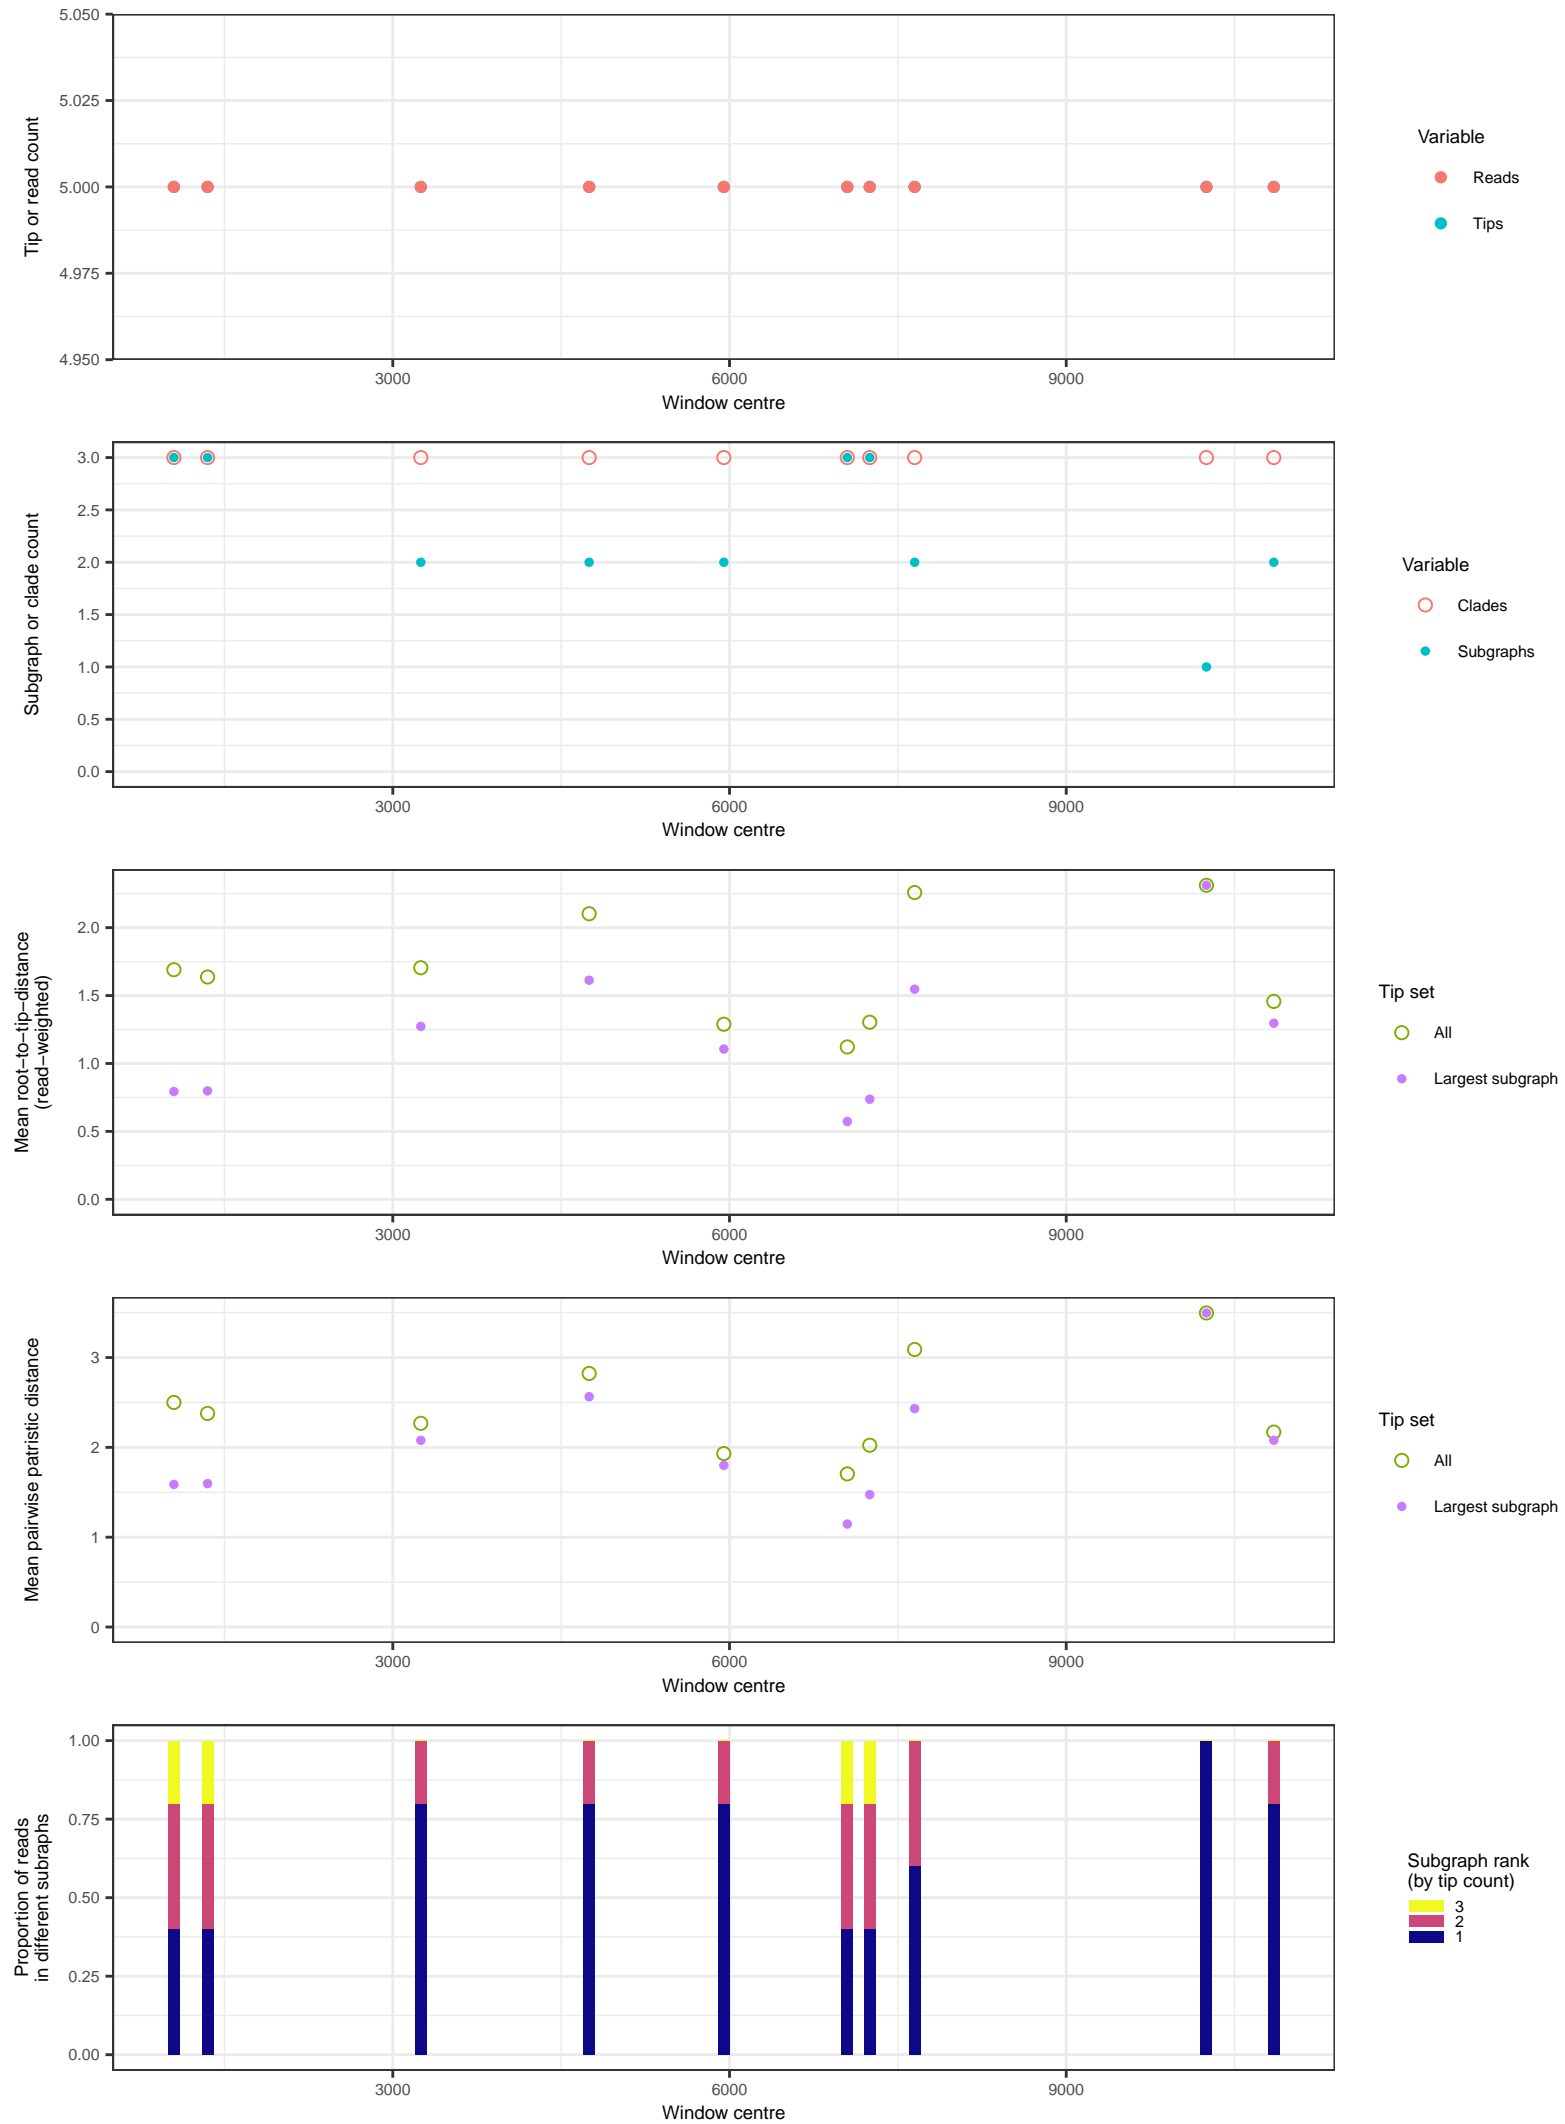 5.050
5.025
5.000
4.975
4.950
Tip or read count
3000 6000 9000
Window centre
Variable
Reads
Tips
3.0
2.5
2.0
1.5
1.0
0.5
0.0
Subgraph or clade count
3000 6000 9000
Window centre
Variable
Clades
Subgraphs
2.0
1.5
1.0
0.5
0.0
Mean root−to−tip−distance
(read−weighted)
3000 6000 9000
Window centre
Tip set
All
Largest subgraph
3
2
1
0
Mean pairwise patristic distance
3000 6000 9000
Window centre
Tip set
All
Largest subgraph
1.00
0.75
0.50
0.25
0.00
Proportion of reads
in different subraphs
3000 6000 9000
Window centre
Subgraph rank
(by tip count)
3
2
1